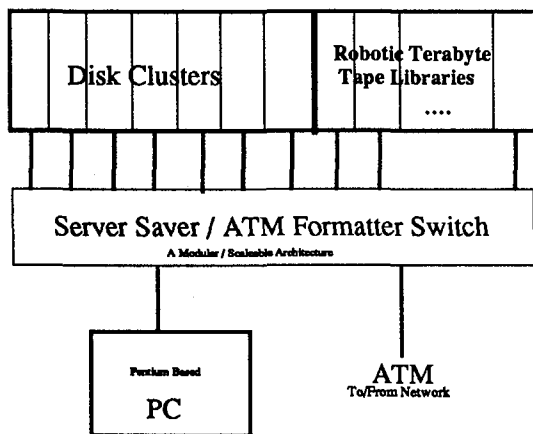 Disk Clusters
Robotic Terabyte
Tape Libraries
....
Server Saver / ATM Formatter Switch
A Modular / Scaleable Architecture
Pentium Based
PC
ATM
To/From Network